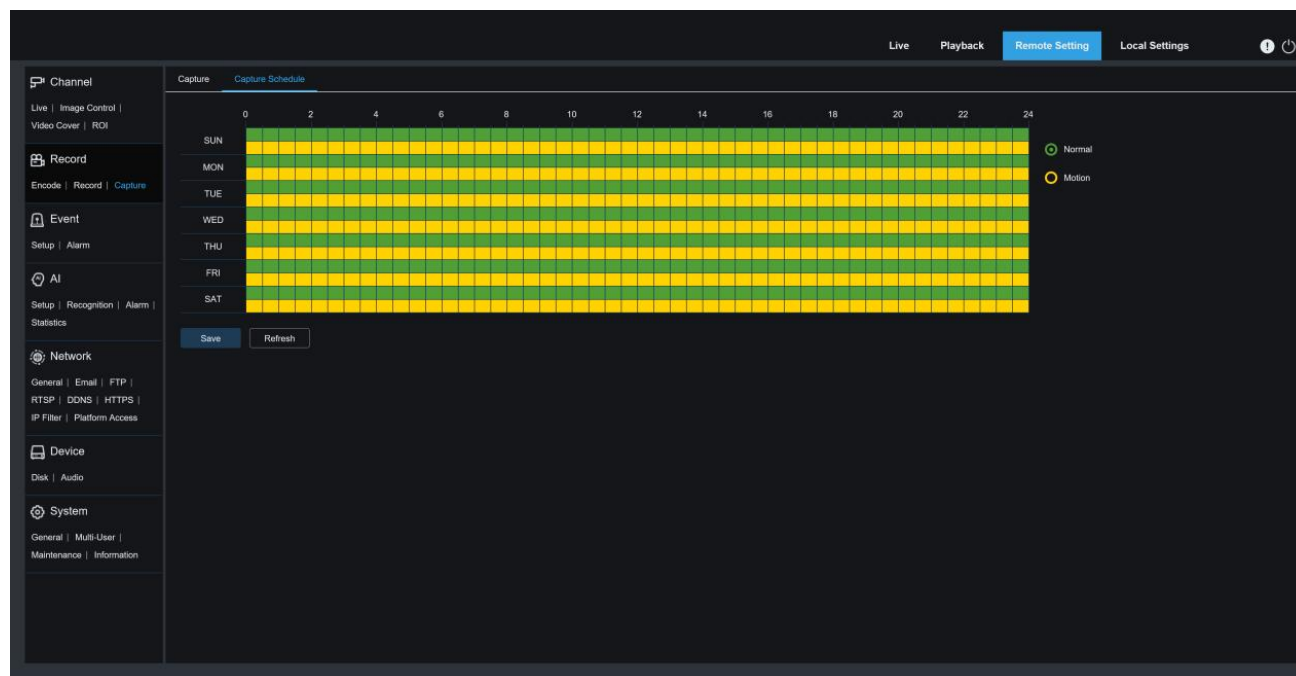 Live Playback Remote Setting Local Settings
Channel
Live | Image Control |
Video Cover | ROI
Record
Encode | Record | Capture
Event
Setup | Alarm
AI
Setup | Recognition | Alarm |
Statistics
Network
General | Email | FTP |
RTSP | DDNS | HTTPS |
IP Filter | Platform Access
Device
Disk | Audio
System
General | Multi-User |
Maintenance | Information
Capture Capture Schedule
0 2 4 6 8 10 12 14 16 18 20 22 24
SUN
MON
TUE
WED
THU
FRI
SAT
Normal
Motion
Save Refresh